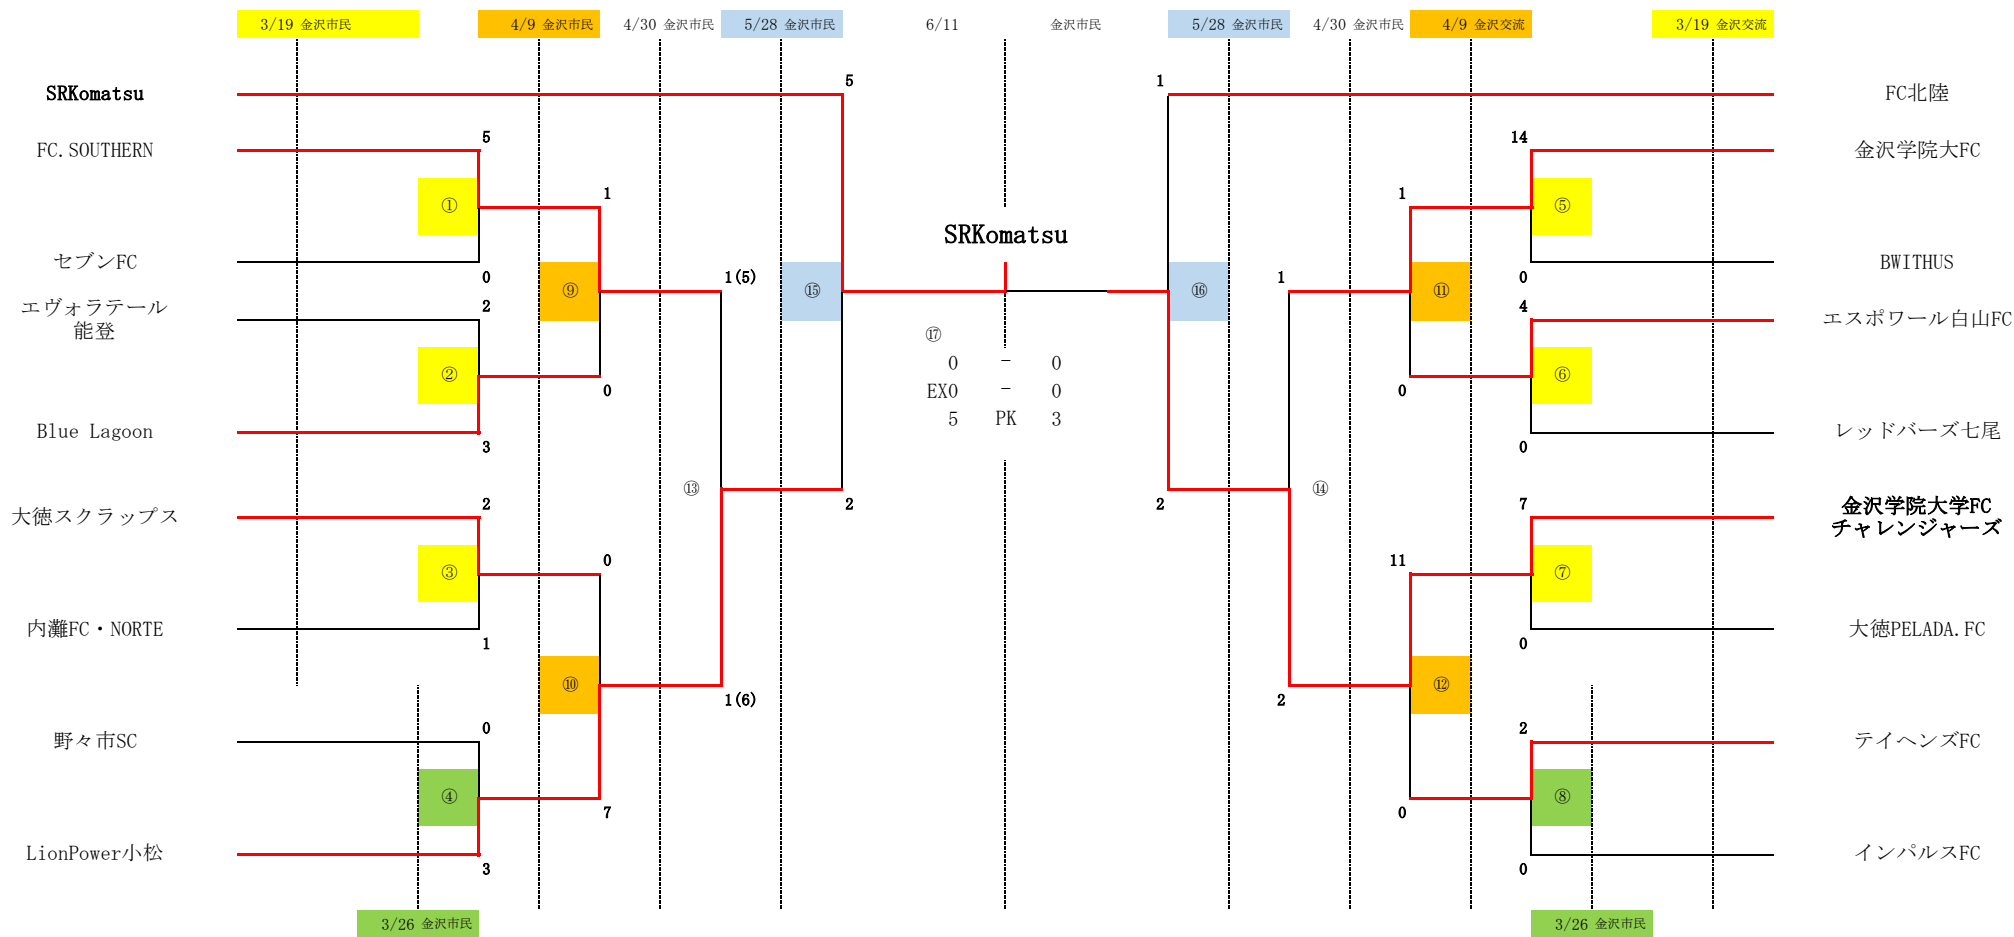 3/19 金沢市民
4/9 金沢市民
4/30 金沢市民
5/28 金沢市民
6/11 金沢市民
5/28 金沢市民
4/30 金沢市民
4/9 金沢交流
3/19 金沢交流
SRKomatsu
5
1
FC北陸
FC.SOUTHERN
5
14
金沢学院大FC
①
1
1
⑤
SRKomatsu
セブンFC
0
⑨
1(5)
⑮
⑯
1
⑪
0
BWITHUS
エヴォラテール
能登
2
4
エスポワール白山FC
⑰
0 － 0
EX0 － 0
5 PK 3
②
0
0
⑥
Blue Lagoon
3
0
レッドバーズ七尾
⑬
2
2
⑭
大徳スクラップス
2
7
金沢学院大学FC
チャレンジャーズ
③
0
11
⑦
内灘FC・NORTE
1
0
大徳PELADA.FC
⑩
1(6)
2
⑫
野々市SC
0
2
テイヘンズFC
④
7
0
⑧
LionPower小松
3
0
インパルスFC
3/26 金沢市民
3/26 金沢市民